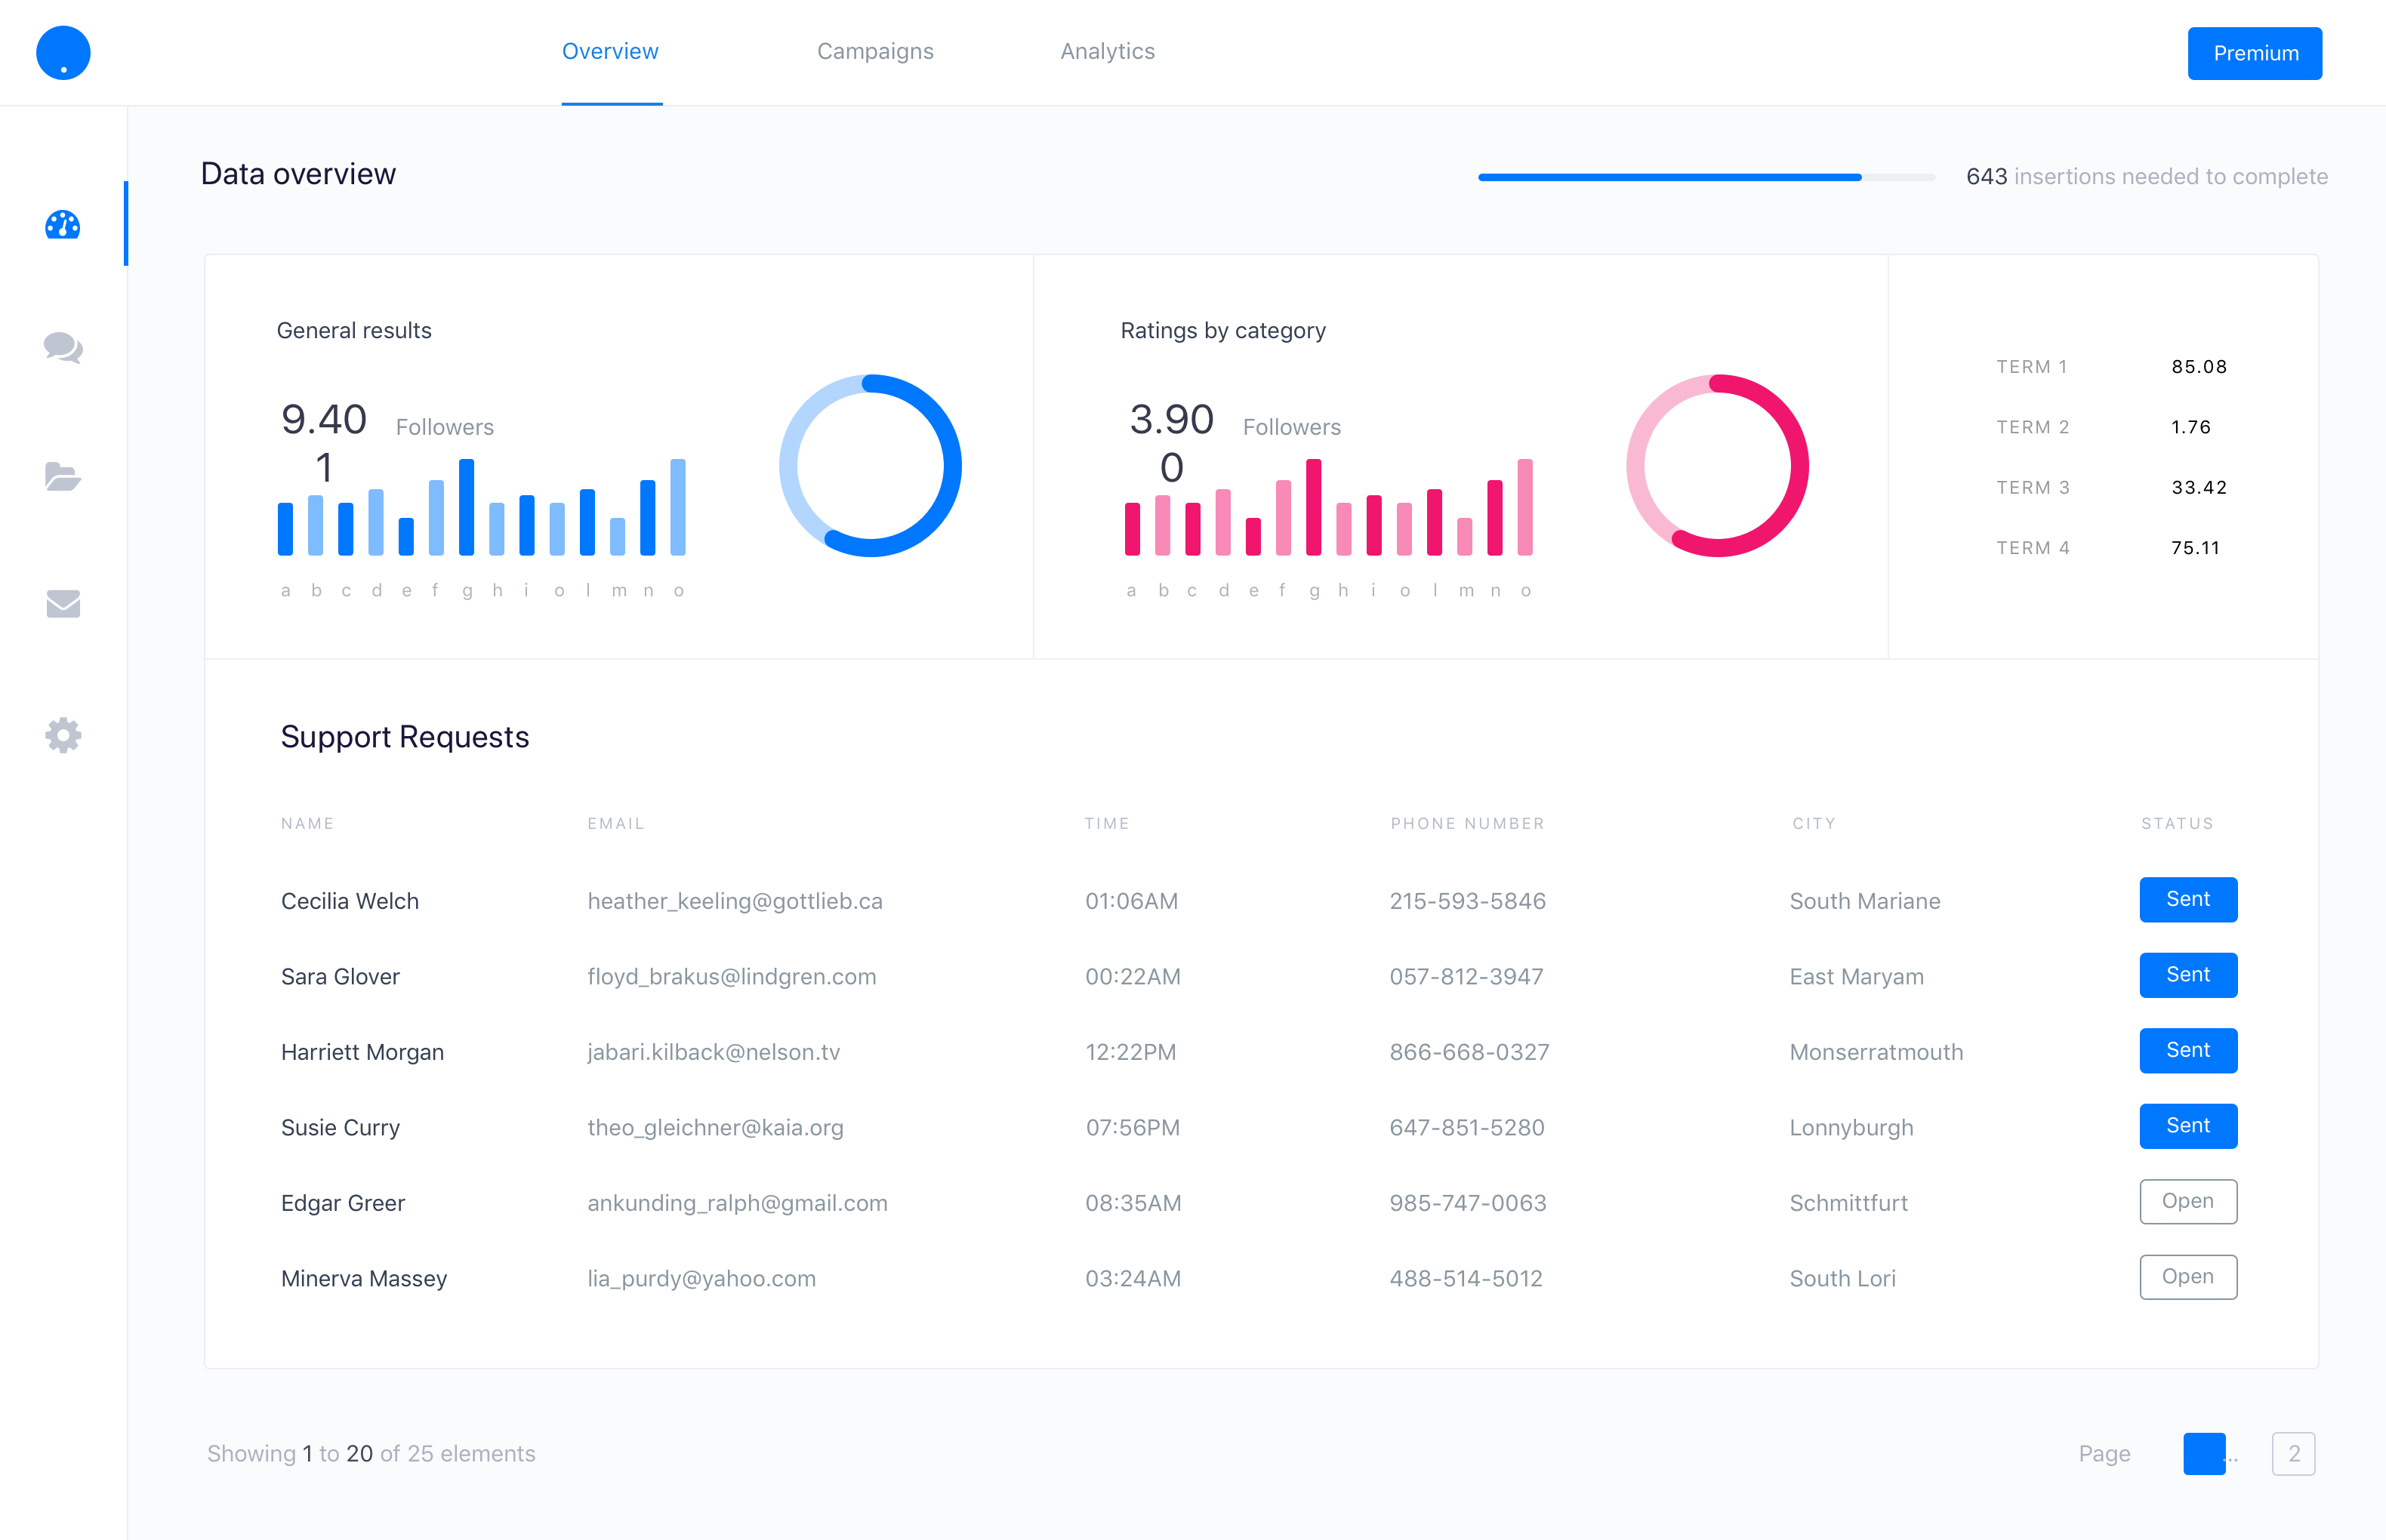 Overview Campaigns Analytics Premium
Data overview
643 insertions needed to complete
General results
9.40
1
Followers
a b c d e f g h i o l m n o
Ratings by category
3.90
0
Followers
a b c d e f g h i o l m n o
TERM 1 85.08
TERM 2 1.76
TERM 3 33.42
TERM 4 75.11
Support Requests
NAME EMAIL TIME PHONE NUMBER CITY STATUS
Cecilia Welch heather_keeling@gottlieb.ca 01:06AM 215-593-5846 South Mariane Sent
Sara Glover floyd_brakus@lindgren.com 00:22AM 057-812-3947 East Maryam Sent
Harriett Morgan jabari.kilback@nelson.tv 12:22PM 866-668-0327 Monserratmouth Sent
Susie Curry theo_gleichner@kaia.org 07:56PM 647-851-5280 Lonnyburgh Sent
Edgar Greer ankunding_ralph@gmail.com 08:35AM 985-747-0063 Schmittfurt Open
Minerva Massey lia_purdy@yahoo.com 03:24AM 488-514-5012 South Lori Open
Showing 1 to 20 of 25 elements
Page ... 2